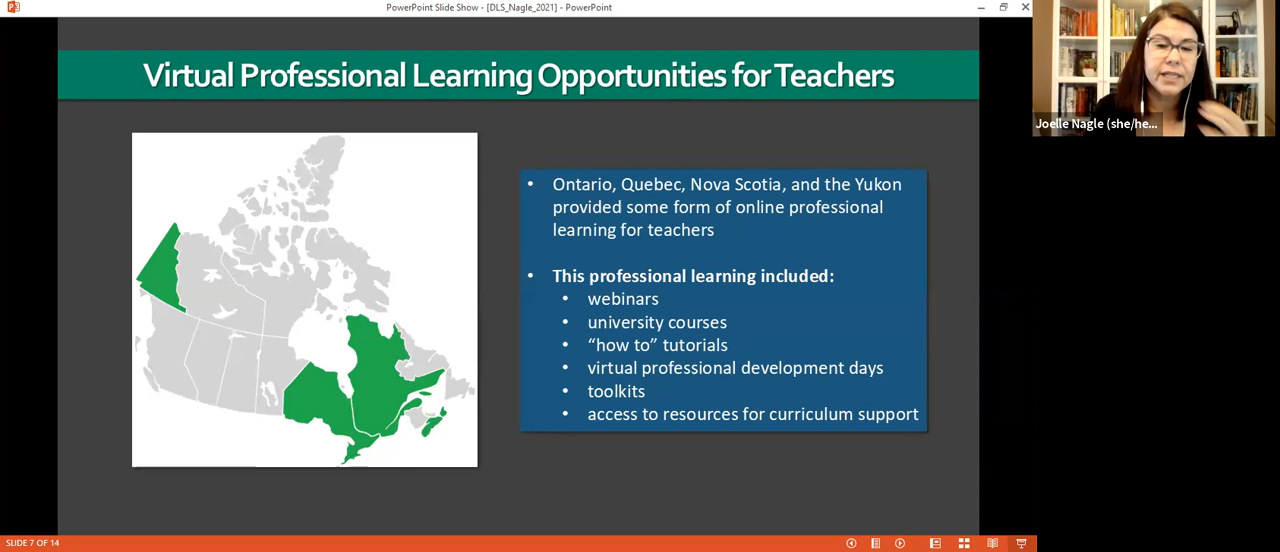 PowerPoint Slide Show - [DLS_Nagle_2021] - PowerPoint
Virtual Professional Learning Opportunities for Teachers
Joelle Nagle (she/he...
• Ontario, Quebec, Nova Scotia, and the Yukon
provided some form of online professional
learning for teachers
• This professional learning included:
• webinars
• university courses
• “how to” tutorials
• virtual professional development days
• toolkits
• access to resources for curriculum support
SLIDE 7 OF 14